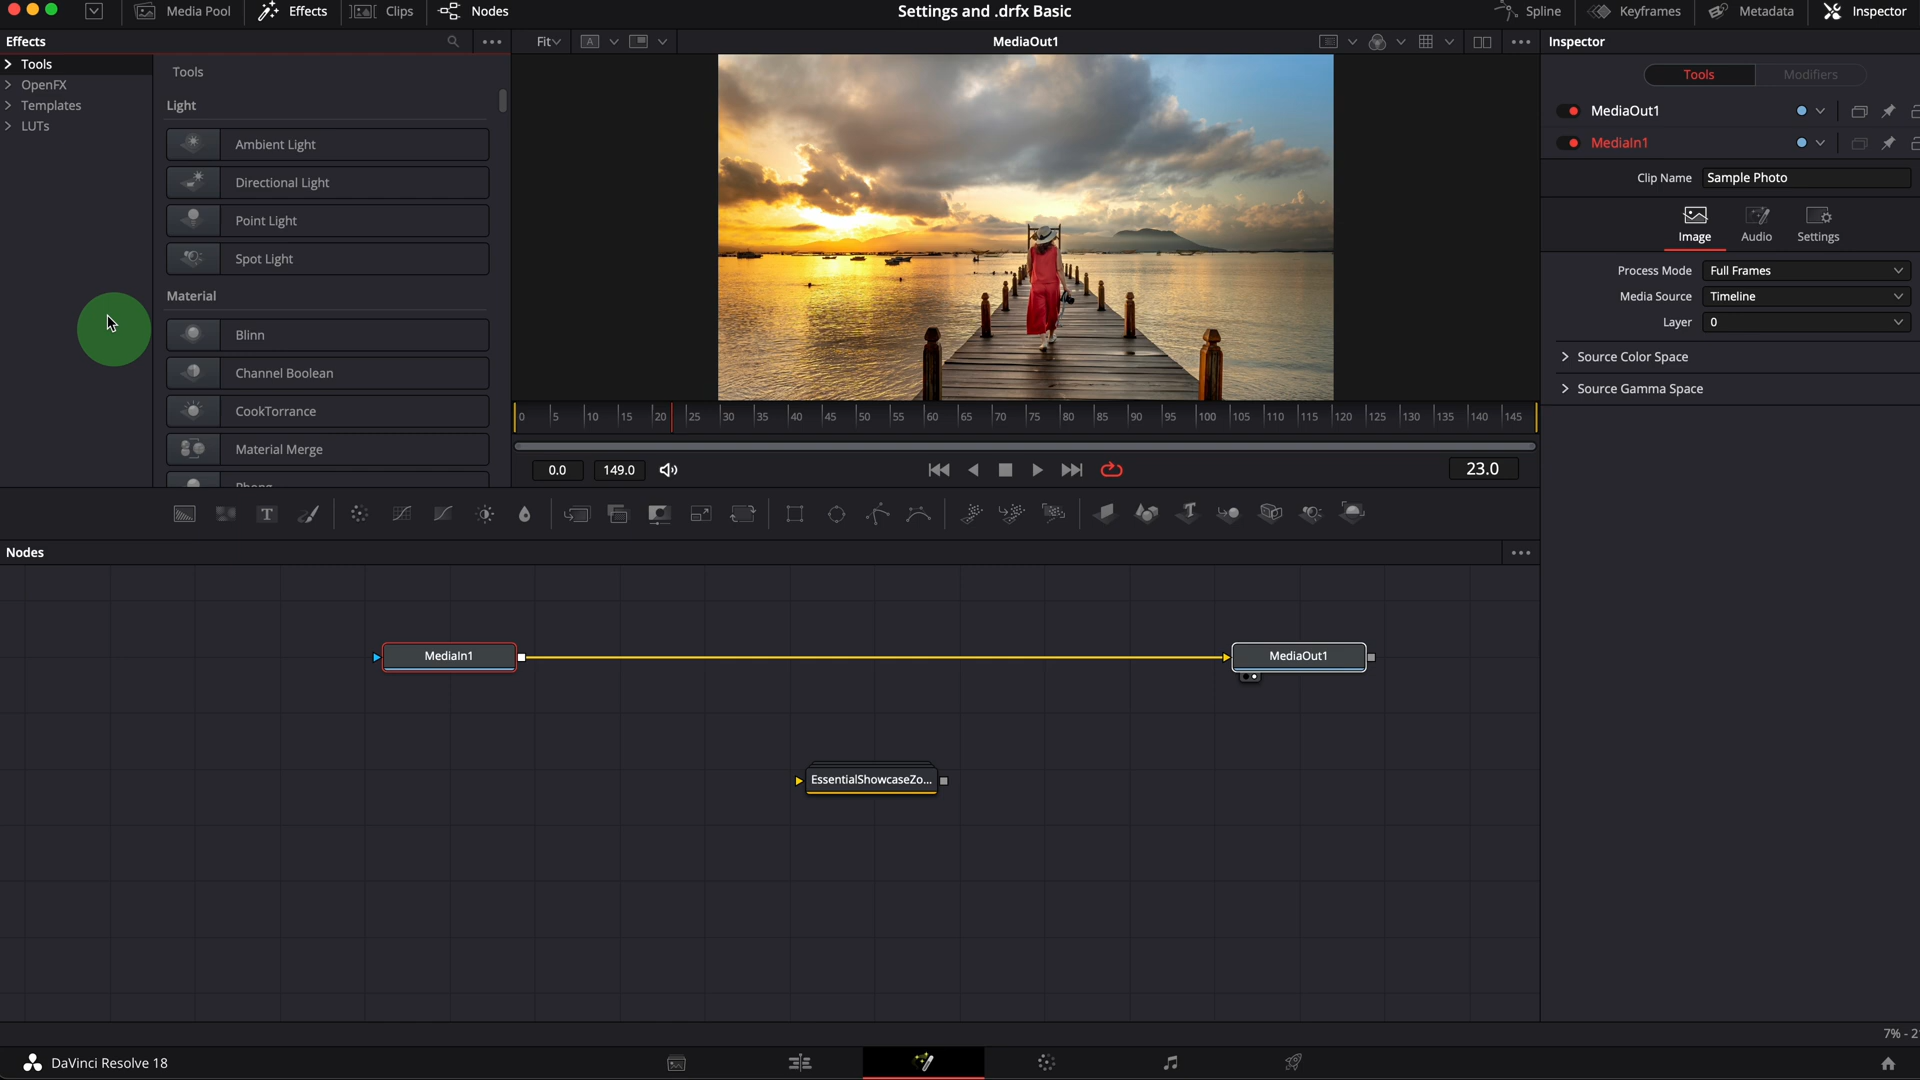 Media Pool
Effects
Clips
Nodes
Settings and .drfx Basic
Spline
Keyframes
Metadata
Inspector
Effects
Fit
A
MediaOut1
Inspector
Tools
OpenFX
Templates
LUTs
Tools
Light
Ambient Light
Directional Light
Point Light
Spot Light
Material
Blinn
Channel Boolean
CookTorrance
Material Merge
Phong
Tools
Modifiers
MediaOut1
MediaIn1
Clip Name Sample Photo
Image
Audio
Settings
Process Mode Full Frames
Media Source Timeline
Layer 0
Source Color Space
Source Gamma Space
0 5 10 15 20 25 30 35 40 45 50 55 60 65 70 75 80 85 90 95 100 105 110 115 120 125 130 135 140 145
0.0
149.0
23.0
T
Nodes
MediaIn1
MediaOut1
EssentialShowcaseZo...
DaVinci Resolve 18